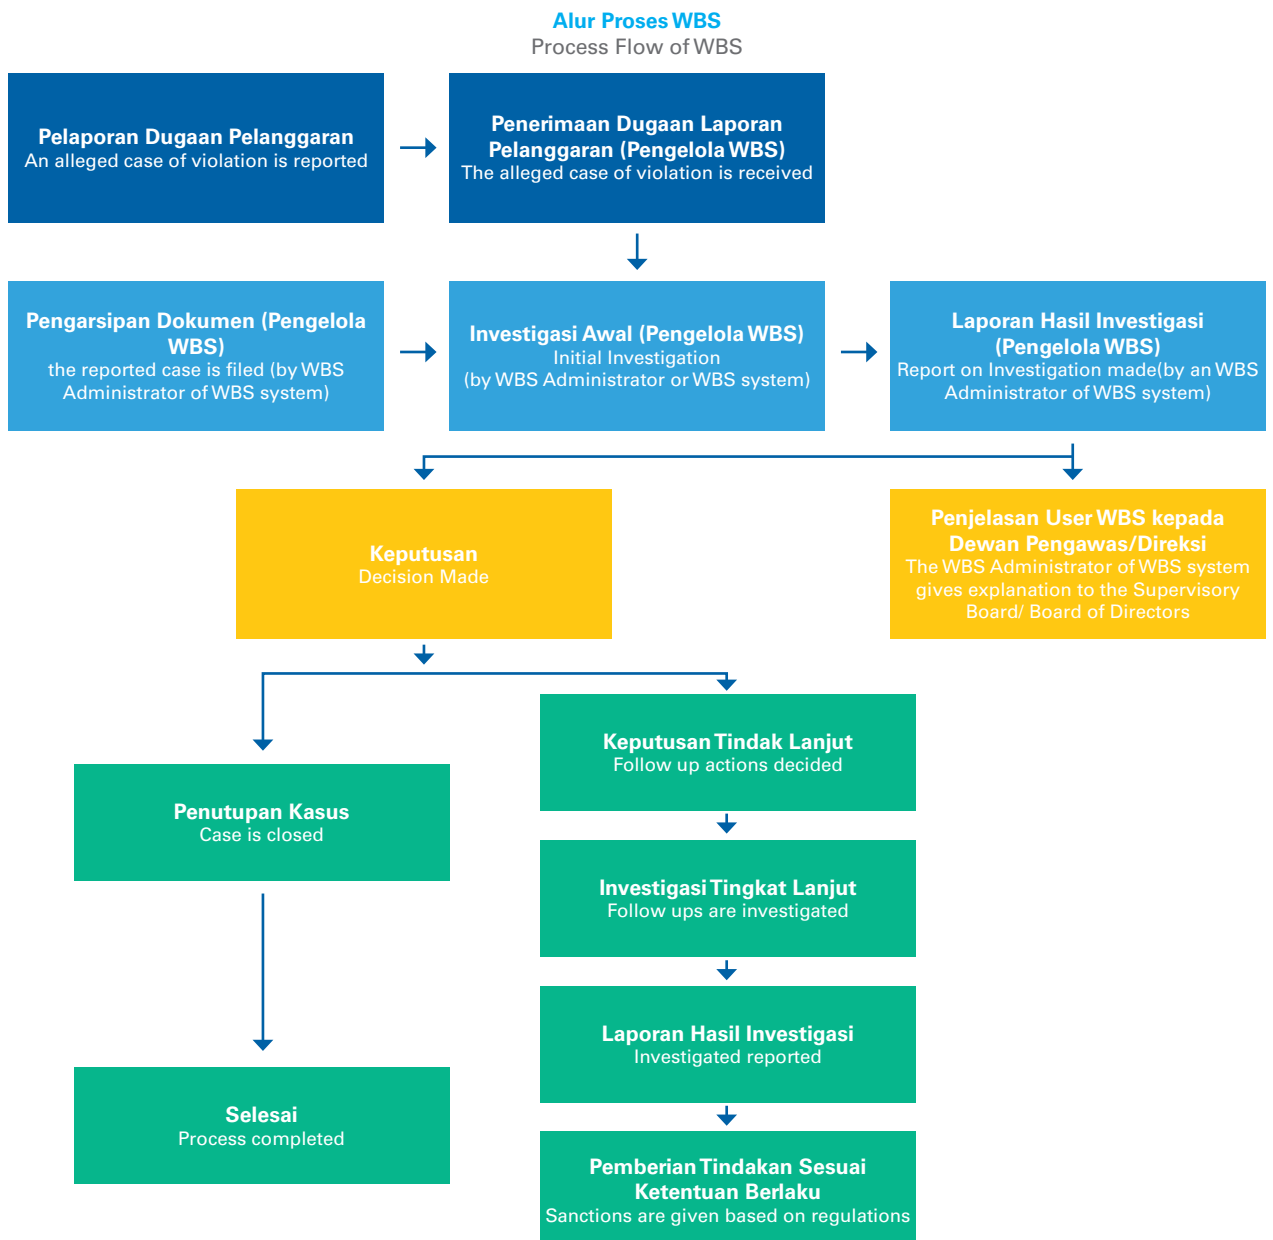 Alur Proses WBS
Process Flow of WBS
Pelaporan Dugaan Pelanggaran
An alleged case of violation is reported
Penerimaan Dugaan Laporan
Pelanggaran (Pengelola WBS)
The alleged case of violation is received
Pengarsipan Dokumen (Pengelola
WBS)
the reported case is filed (by WBS
Administrator of WBS system)
Investigasi Awal (Pengelola WBS)
Initial Investigation
(by WBS Administrator or WBS system)
Laporan Hasil Investigasi
(Pengelola WBS)
Report on Investigation made(by an WBS
Administrator of WBS system)
Keputusan
Decision Made
Penjelasan User WBS kepada
Dewan Pengawas/Direksi
The WBS Administrator of WBS system
gives explanation to the Supervisory
Board/ Board of Directors
Penutupan Kasus
Case is closed
Selesai
Process completed
Keputusan Tindak Lanjut
Follow up actions decided
Investigasi Tingkat Lanjut
Follow ups are investigated
Laporan Hasil Investigasi
Investigated reported
Pemberian Tindakan Sesuai
Ketentuan Berlaku
Sanctions are given based on regulations